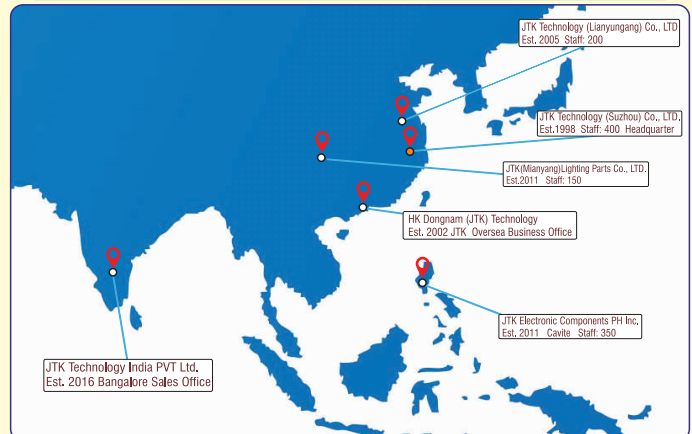 JTK Technology (Lianyungang) Co., LTD
Est. 2005 Staff: 200
JTK Technology (Suzhou) Co., LTD.
Est.1998 Staff: 400 Headquarter
JTK(Mianyang)Lighting Parts Co., LTD.
Est.2011 Staff: 150
HK Dongnam (JTK) Technology
Est. 2002 JTK Oversea Business Office
JTK Electronic Components PH Inc.
Est. 2011 Cavite Staff: 350
JTK Technology India PVT Ltd.
Est. 2016 Bangalore Sales Office